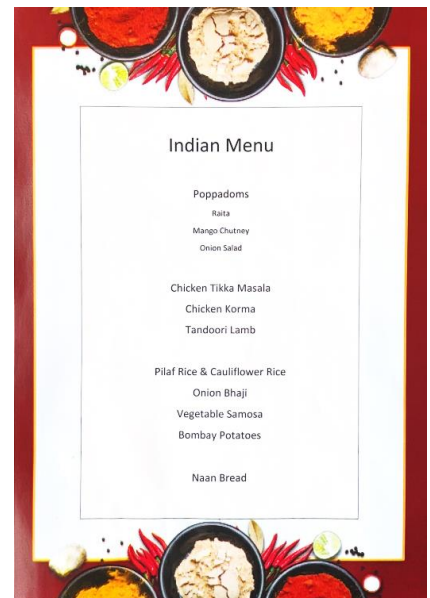 Indian Menu
Poppadoms
Raita
Mango Chutney
Onion Salad
Chicken Tikka Masala
Chicken Korma
Tandoori Lamb
Pilaf Rice & Cauliflower Rice
Onion Bhaji
Vegetable Samosa
Bombay Potatoes
Naan Bread